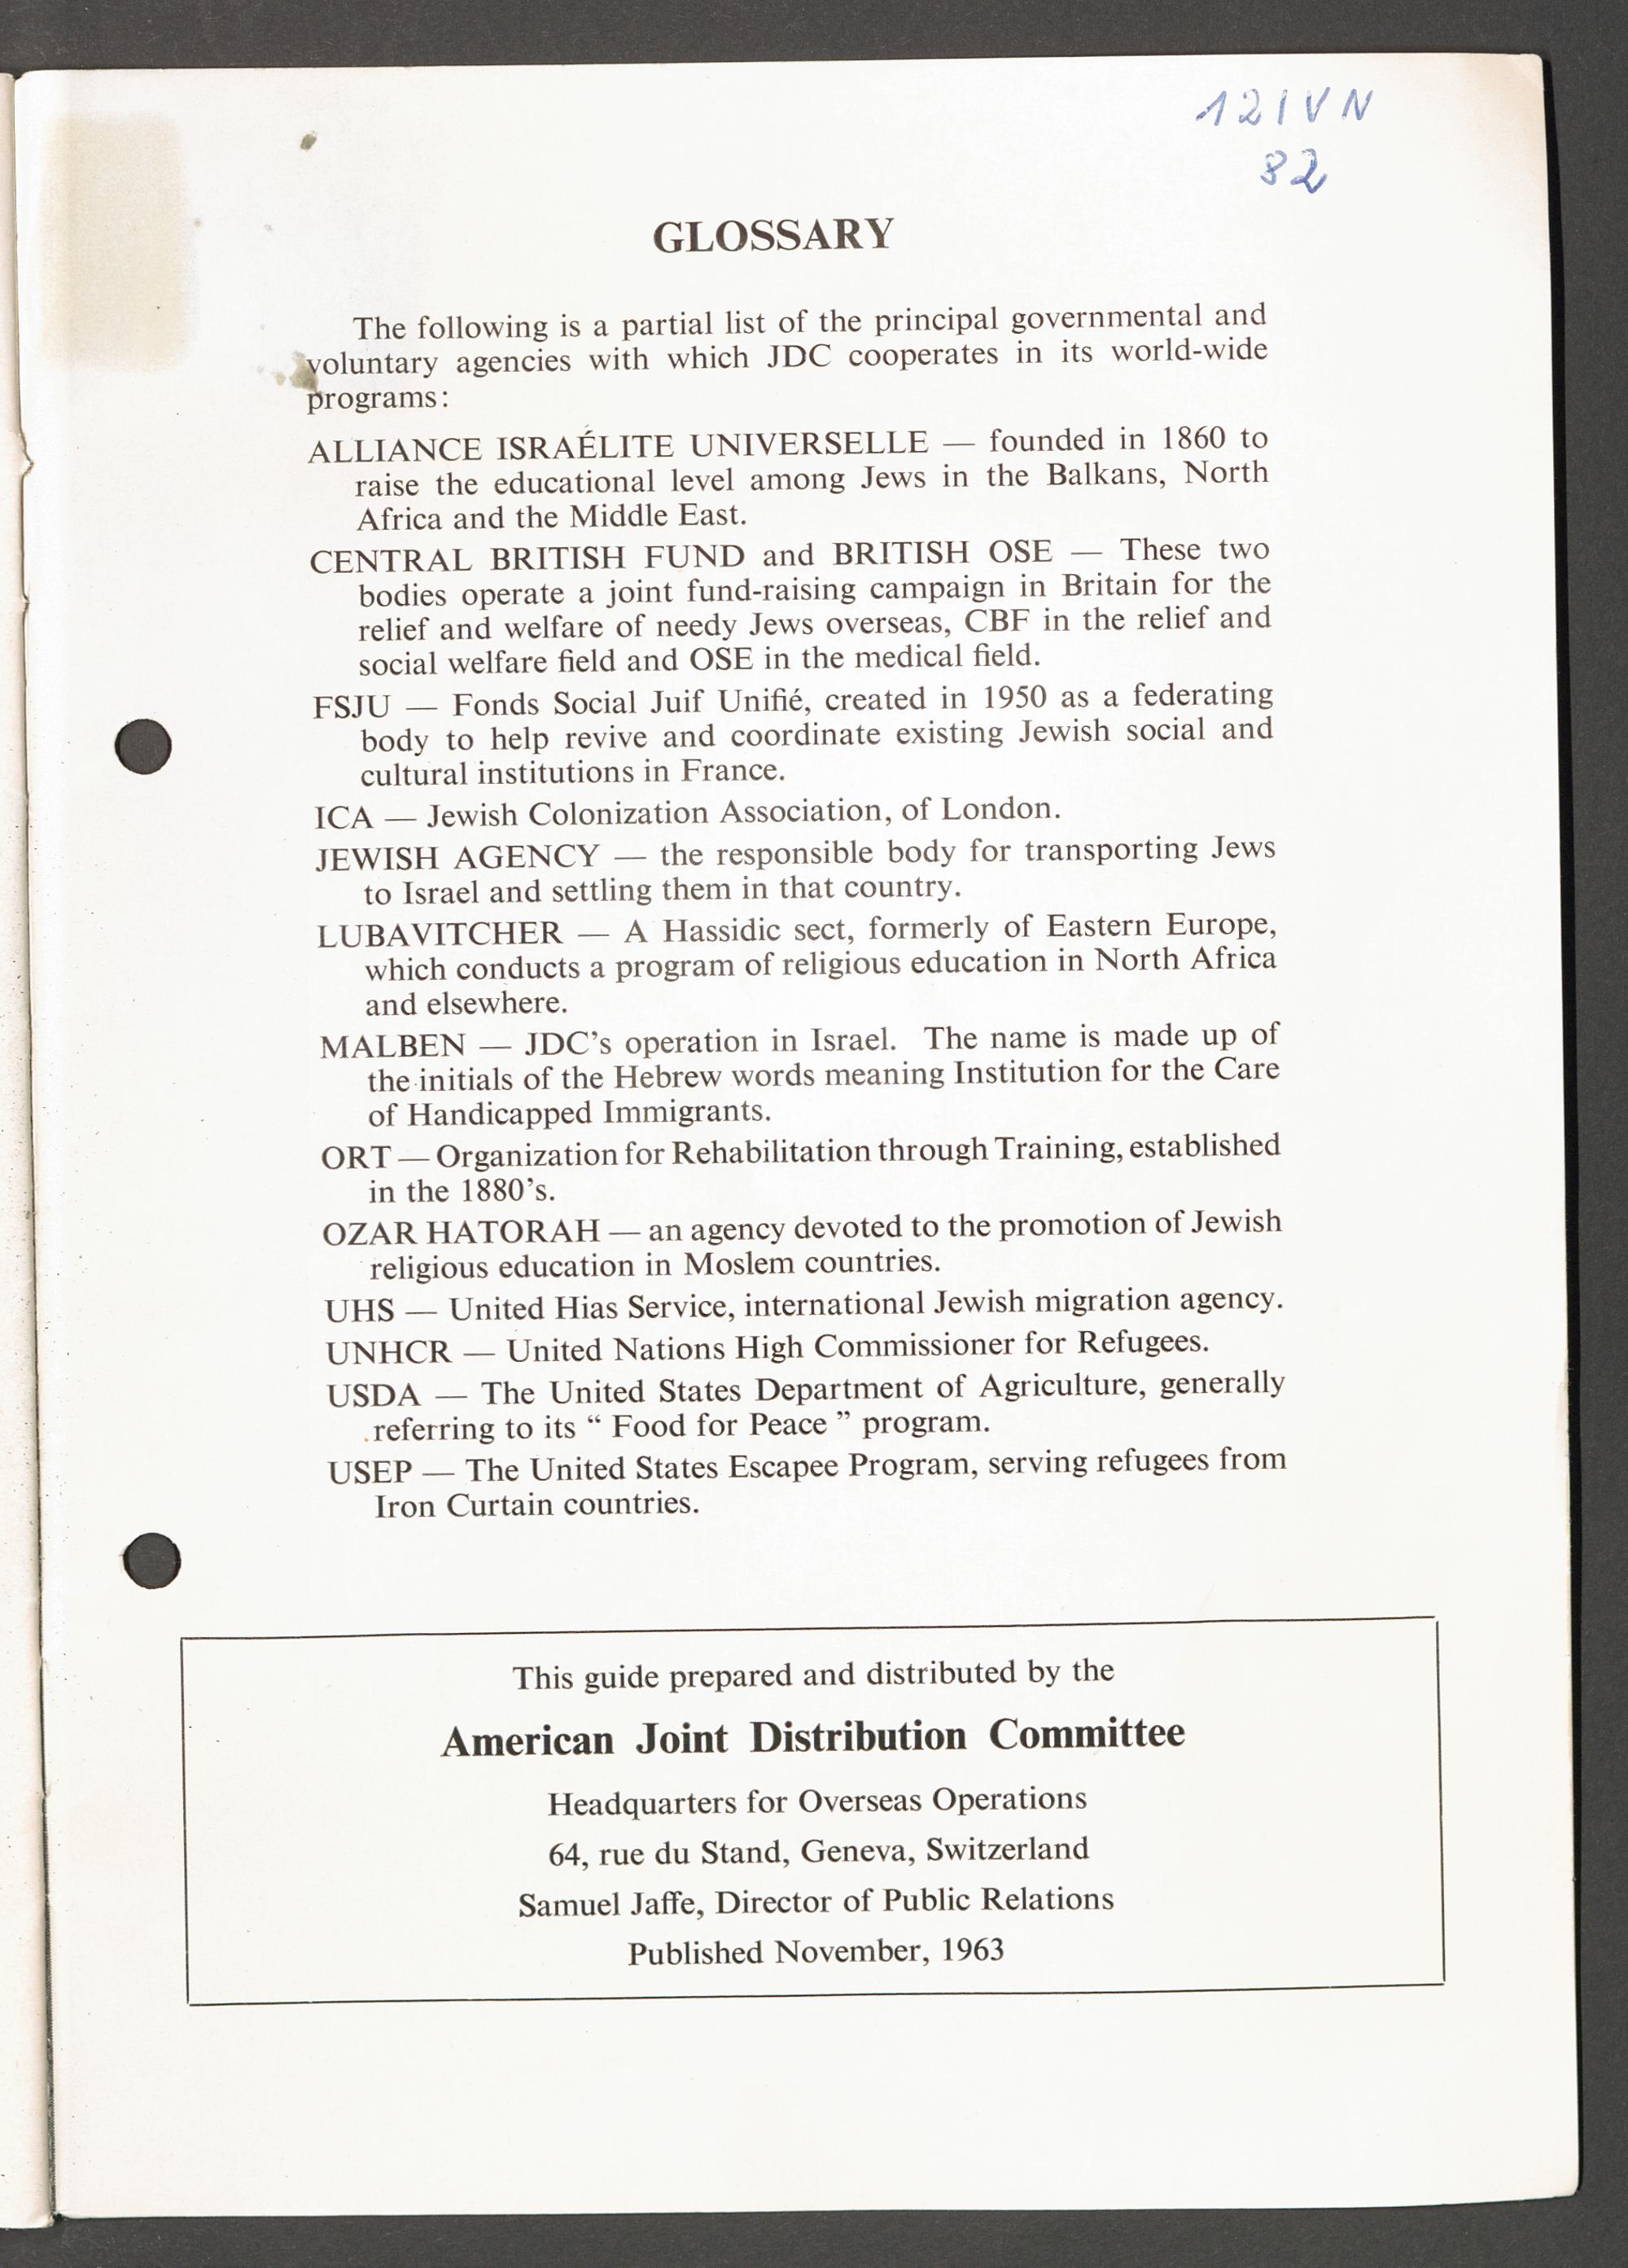 121VN
82
GLOSSARY
The following is a partial list of the principal governmental and
voluntary agencies with which JDC cooperates in its world-wide
programs:
ALLIANCE ISRAÉLITE UNIVERSELLE — founded in 1860 to
raise the educational level among Jews in the Balkans, North
Africa and the Middle East.
CENTRAL BRITISH FUND and BRITISH OSE — These two
bodies operate a joint fund-raising campaign in Britain for the
relief and welfare of needy Jews overseas, CBF in the relief and
social welfare field and OSE in the medical field.
FSJU — Fonds Social Juif Unifié, created in 1950 as a federating
body to help revive and coordinate existing Jewish social and
cultural institutions in France.
ICA — Jewish Colonization Association, of London.
JEWISH AGENCY — the responsible body for transporting Jews
to Israel and settling them in that country.
LUBAVITCHER — A Hassidic sect, formerly of Eastern Europe,
which conducts a program of religious education in North Africa
and elsewhere.
MALBEN — JDC’s operation in Israel. The name is made up of
the initials of the Hebrew words meaning Institution for the Care
of Handicapped Immigrants.
ORT — Organization for Rehabilitation through Training, established
in the 1880’s.
OZAR HATORAH — an agency devoted to the promotion of Jewish
religious education in Moslem countries.
UHS — United Hias Service, international Jewish migration agency.
UNHCR — United Nations High Commissioner for Refugees.
USDA — The United States Department of Agriculture, generally
referring to its “ Food for Peace ” program.
USEP — The United States Escapee Program, serving refugees from
Iron Curtain countries.
This guide prepared and distributed by the
American Joint Distribution Committee
Headquarters for Overseas Operations
64, rue du Stand, Geneva, Switzerland
Samuel Jaffe, Director of Public Relations
Published November, 1963